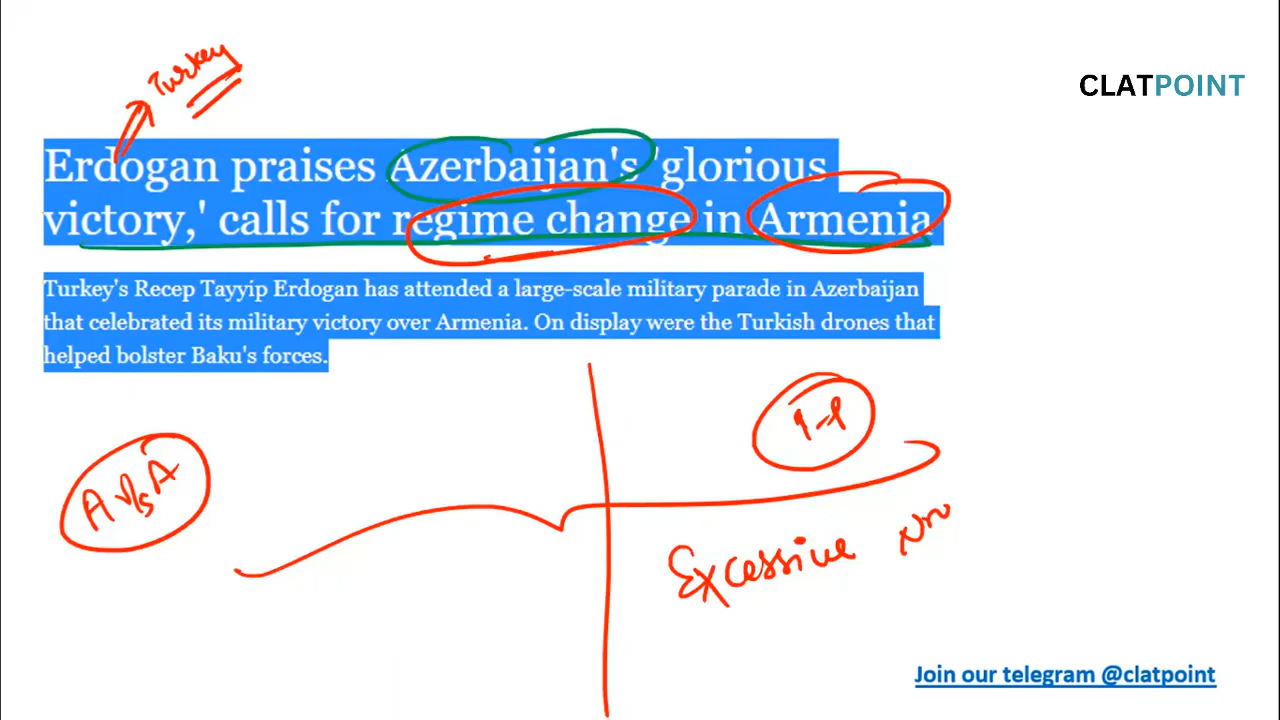 Turkey
CLATPOINT
Erdogan praises Azerbaijan's 'glorious
victory,' calls for regime change in Armenia
Turkey's Recep Tayyip Erdogan has attended a large-scale military parade in Azerbaijan
that celebrated its military victory over Armenia. On display were the Turkish drones that
helped bolster Baku's forces.
A v/s A
Excessive
Join our telegram @clatpoint